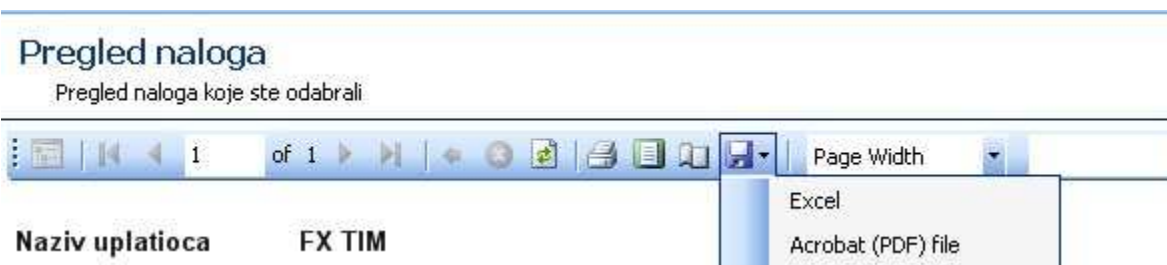 Pregled naloga
Pregled naloga koje ste odabrali
1 of 1 Page Width
Excel
Naziv uplatioca FX TIM
Acrobat (PDF) file